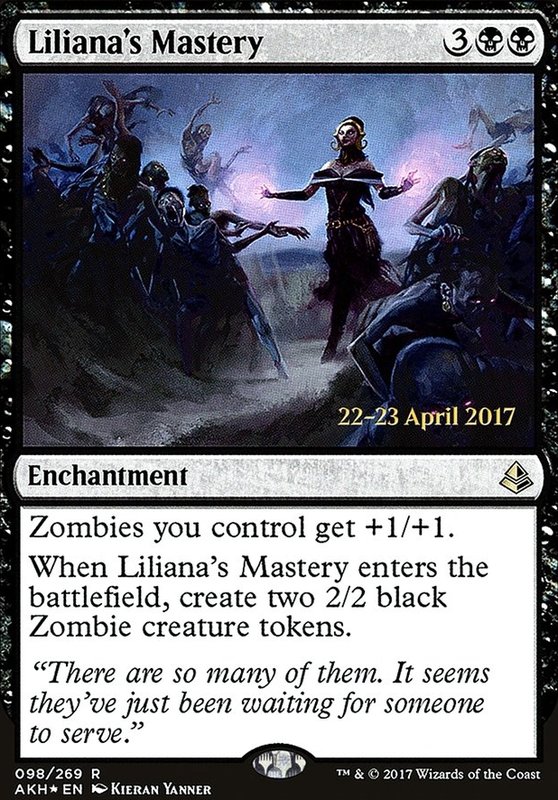 Liliana's Mastery 3
22–23 April 2017
Enchantment
Zombies you control get +1/+1.
When Liliana's Mastery enters the
battlefield, create two 2/2 black
Zombie creature tokens.
“There are so many of them. It seems
they've just been waiting for someone
to serve.”
098/269 R
AKH★EN Kieran Yanner
™ & © 2017 Wizards of the Coast